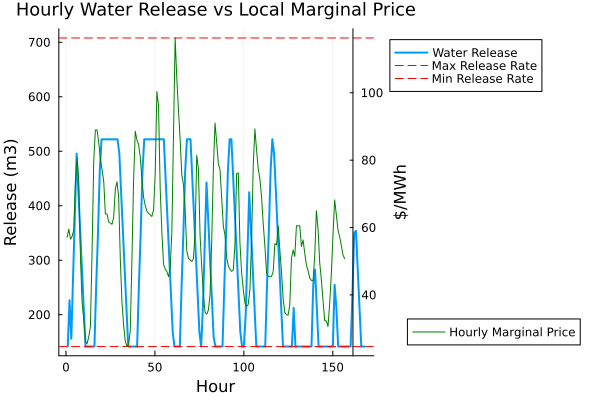 Hourly Water Release vs Local Marginal Price
Release (m3)
700
600
500
400
300
200
0
50
100
150
Hour
100
80
60
40
$/MWh
Water Release
Max Release Rate
Min Release Rate
Hourly Marginal Price